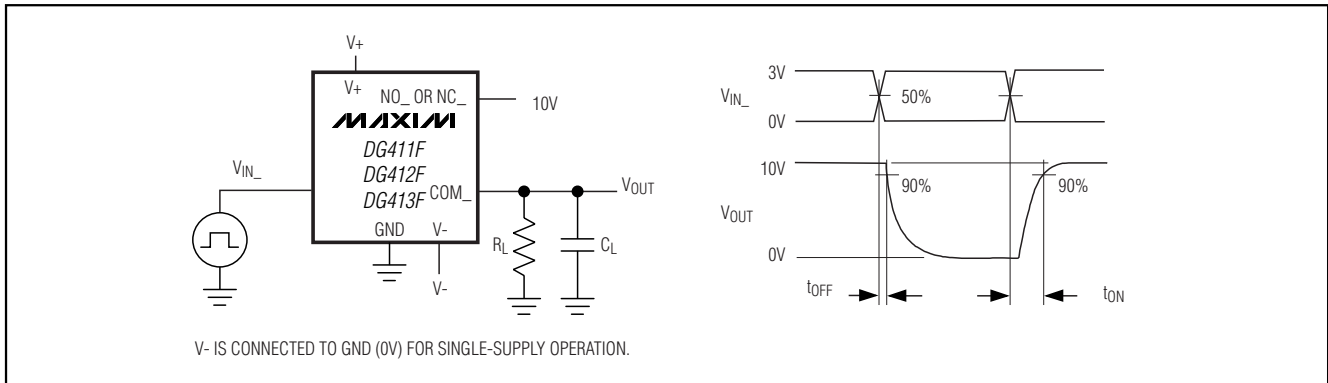 V+
V+
NO_ OR NC_
10V
MAXIM
DG411F
DG412F
DG413F
COM_
VIN_
VOUT
GND
V-
RL
CL
V-
V- IS CONNECTED TO GND (0V) FOR SINGLE-SUPPLY OPERATION.
3V
VIN_
50%
0V
10V
90%
90%
VOUT
0V
tOFF
tON